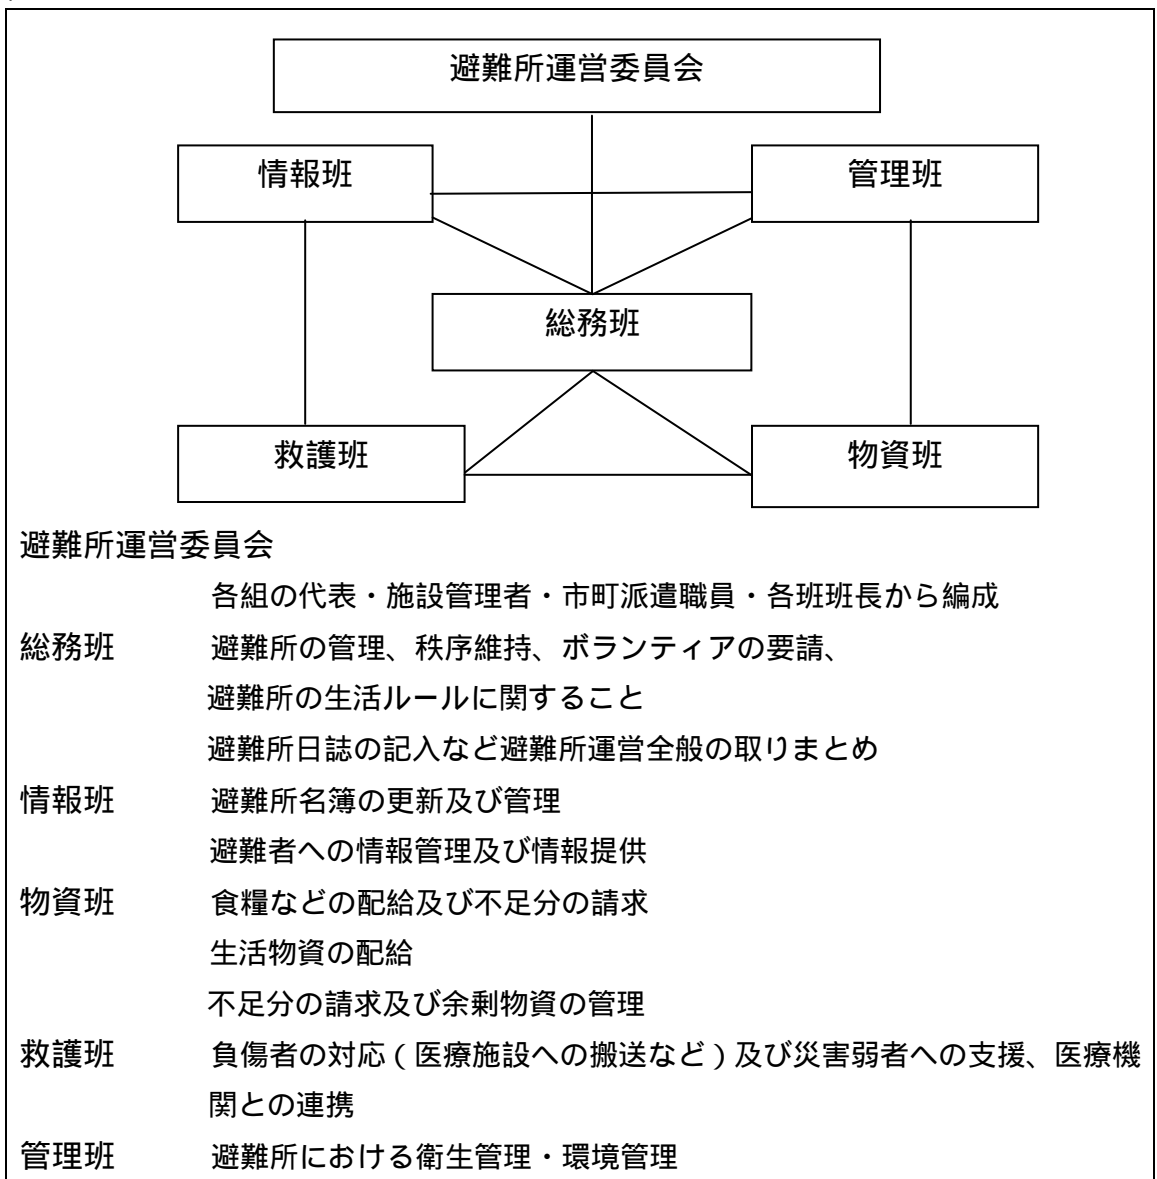 避難所運営委員会
情報班
管理班
総務班
救護班
物資班
避難所運営委員会
各組の代表・施設管理者・市町派遣職員・各班班長から編成
総務班 避難所の管理、秩序維持、ボランティアの要請、
避難所の生活ルールに関すること
避難所日誌の記入など避難所運営全般の取りまとめ
情報班 避難所名簿の更新及び管理
避難者への情報管理及び情報提供
物資班 食糧などの配給及び不足分の請求
生活物資の配給
不足分の請求及び余剰物資の管理
救護班 負傷者の対応(医療施設への搬送など)及び災害弱者への支援、医療機
関との連携
管理班 避難所における衛生管理・環境管理